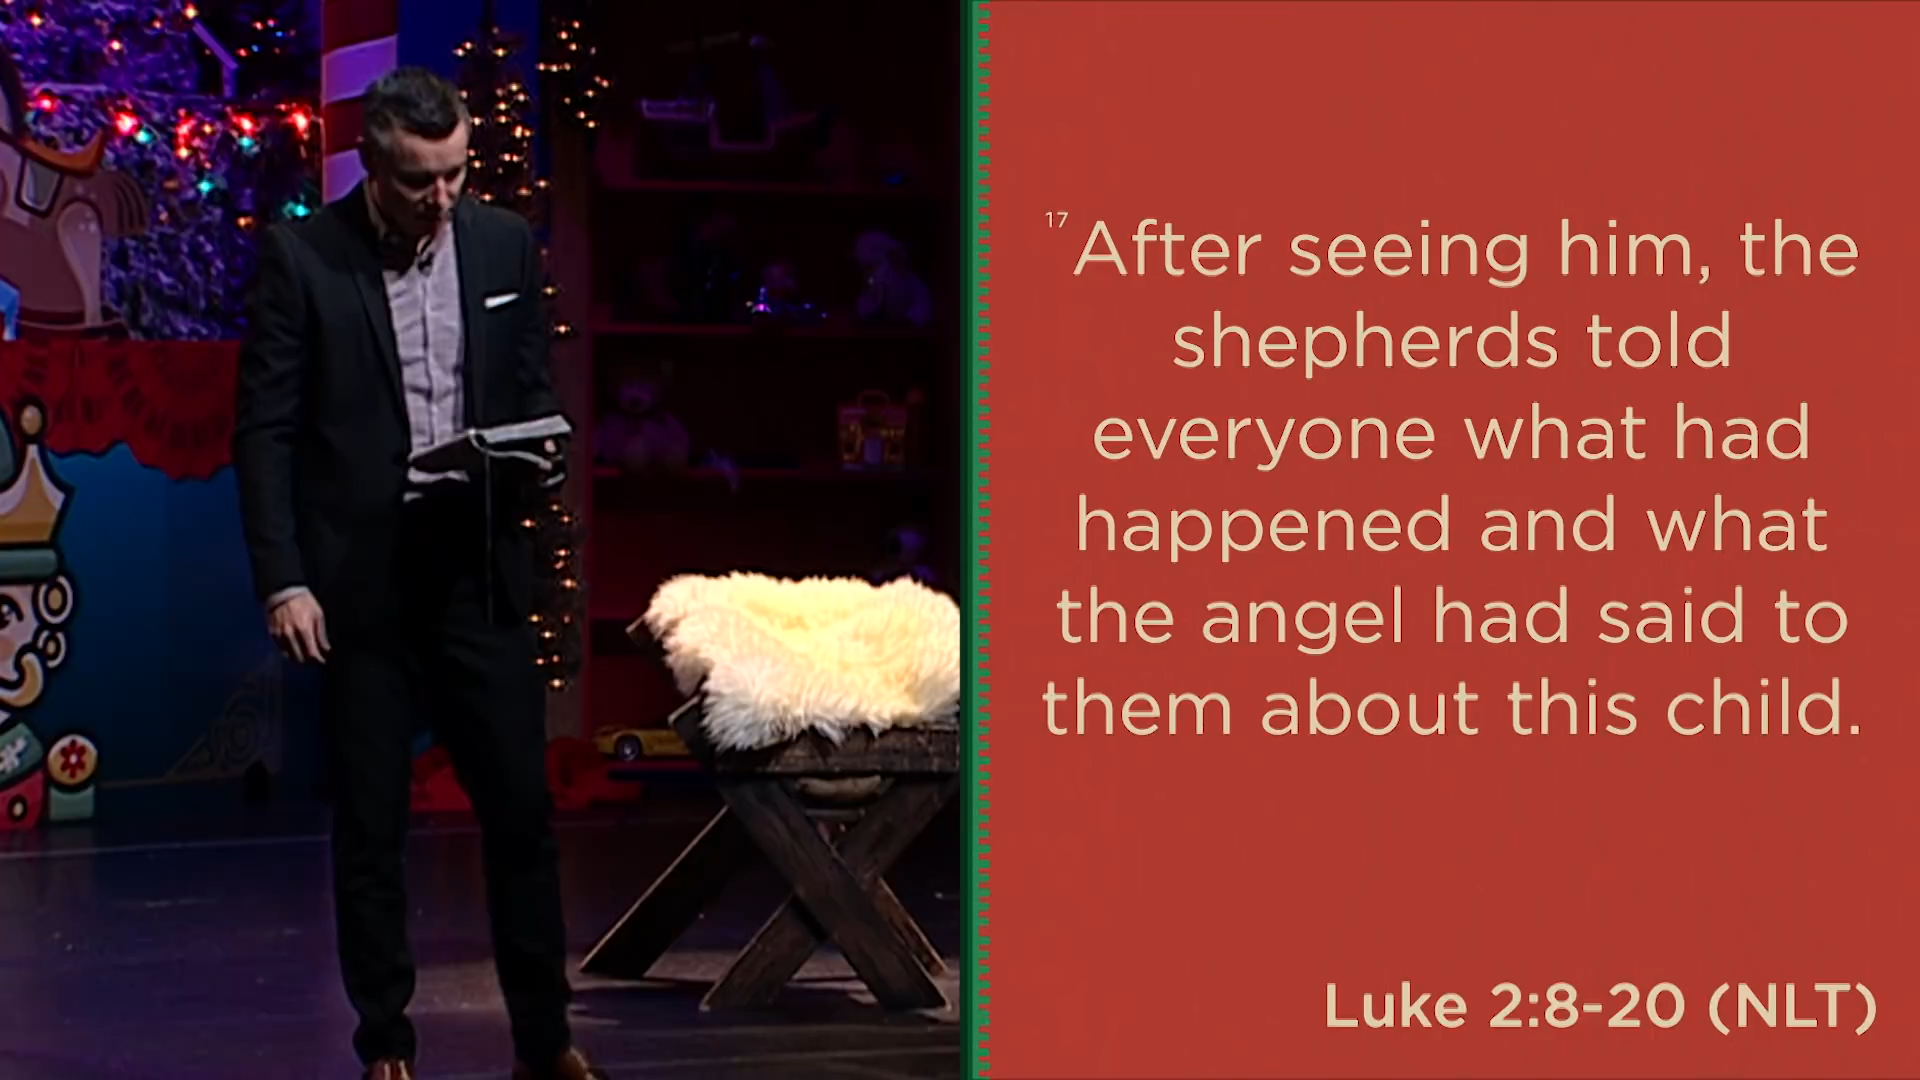 17 After seeing him, the
shepherds told
everyone what had
happened and what
the angel had said to
them about this child.
Luke 2:8-20 (NLT)